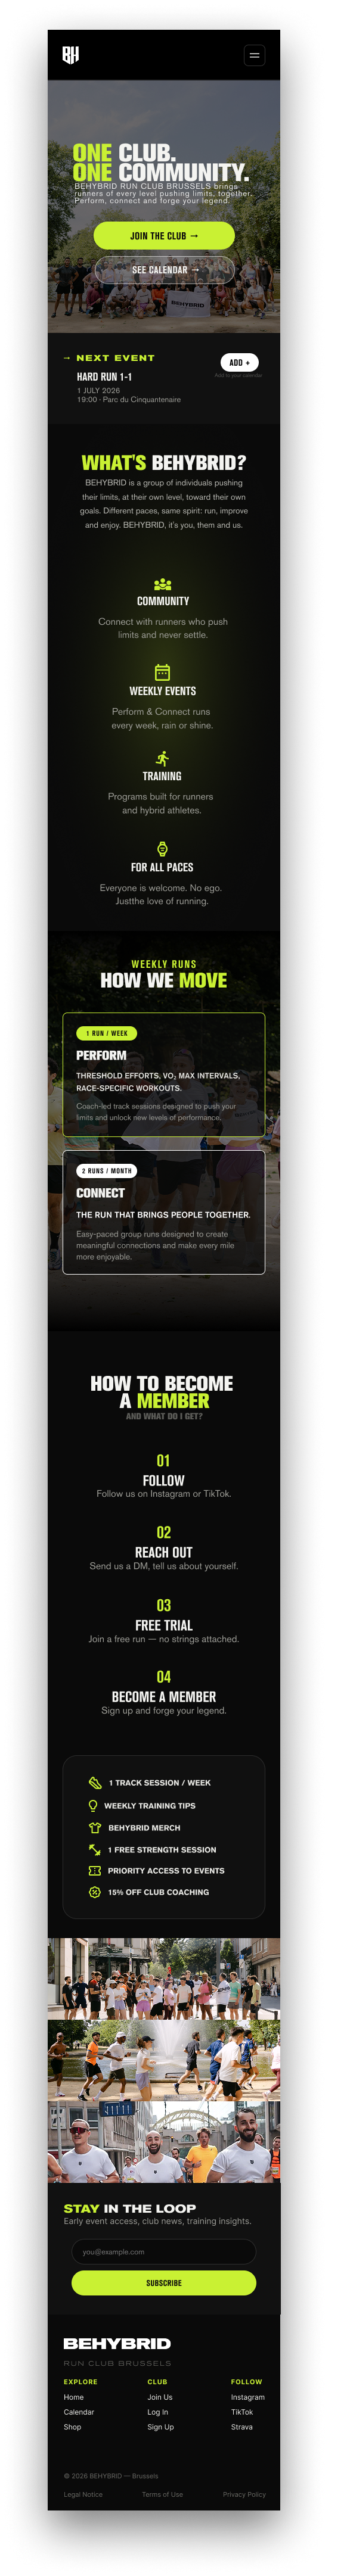 BH
ONE CLUB.
ONE COMMUNITY.
BEHYBRID RUN CLUB BRUSSELS brings
runners of every level pushing limits, together.
Perform, connect and forge your legend.
JOIN THE CLUB →
SEE CALENDAR →
BEHYBRID
→ NEXT EVENT
ADD +
Add to your calendar
HARD RUN 1-1
1 JULY 2026
19:00 · Parc du Cinquantenaire
WHAT'S BEHYBRID?
BEHYBRID is a group of individuals pushing
their limits, at their own level, toward their own
goals. Different paces, same spirit: run, improve
and enjoy. BEHYBRID, it's you, them and us.
COMMUNITY
Connect with runners who push
limits and never settle.
WEEKLY EVENTS
Perform & Connect runs
every week, rain or shine.
TRAINING
Programs built for runners
and hybrid athletes.
FOR ALL PACES
Everyone is welcome. No ego.
Justthe love of running.
WEEKLY RUNS
HOW WE MOVE
1 RUN / WEEK
PERFORM
THRESHOLD EFFORTS, VO₂ MAX INTERVALS,
RACE-SPECIFIC WORKOUTS.
Coach-led track sessions designed to push your
limits and unlock new levels of performance.
2 RUNS / MONTH
CONNECT
THE RUN THAT BRINGS PEOPLE TOGETHER.
Easy-paced group runs designed to create
meaningful connections and make every mile
more enjoyable.
HOW TO BECOME
A MEMBER
AND WHAT DO I GET?
01
FOLLOW
Follow us on Instagram or TikTok.
02
REACH OUT
Send us a DM, tell us about yourself.
03
FREE TRIAL
Join a free run — no strings attached.
04
BECOME A MEMBER
Sign up and forge your legend.
1 TRACK SESSION / WEEK
WEEKLY TRAINING TIPS
BEHYBRID MERCH
1 FREE STRENGTH SESSION
PRIORITY ACCESS TO EVENTS
15% OFF CLUB COACHING
STAY IN THE LOOP
Early event access, club news, training insights.
you@example.com
SUBSCRIBE
BEHYBRID
RUN CLUB BRUSSELS
EXPLORE
CLUB
FOLLOW
Home
Join Us
Instagram
Calendar
Log In
TikTok
Shop
Sign Up
Strava
© 2026 BEHYBRID — Brussels
Legal Notice
Terms of Use
Privacy Policy